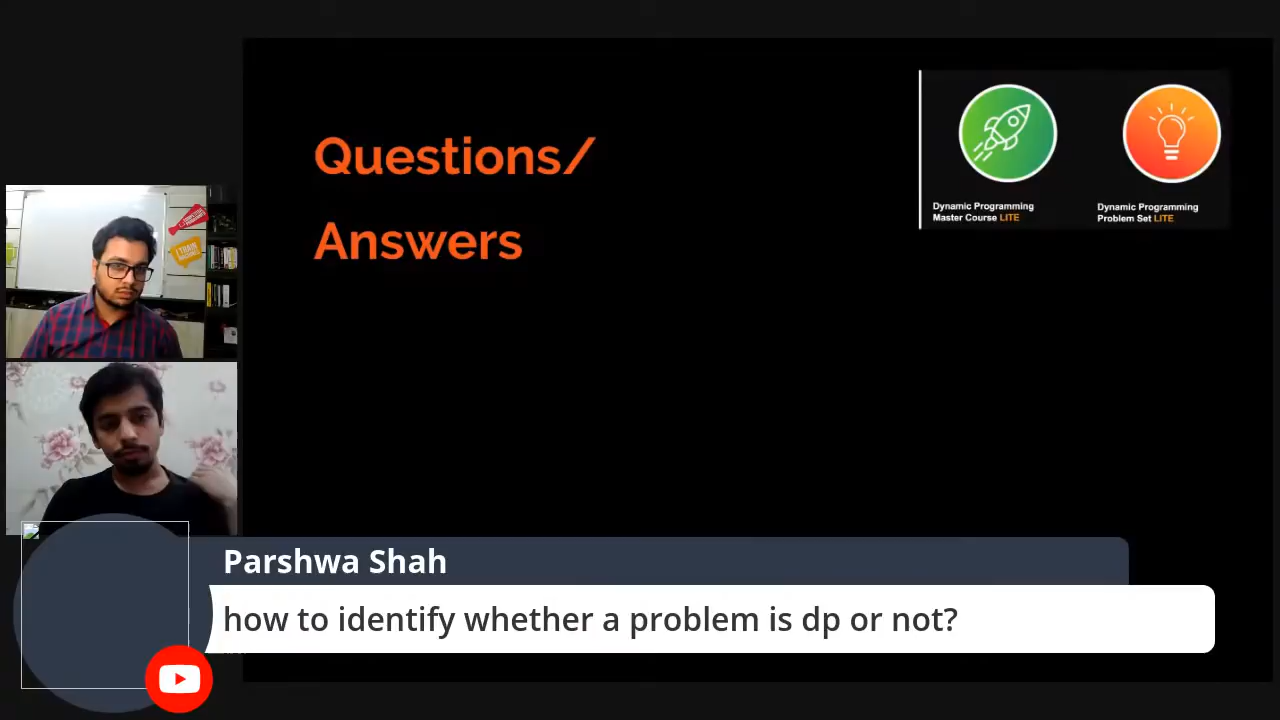 Questions/
Answers
Dynamic Programming
Master Course LITE
Dynamic Programming
Problem Set LITE
Parshwa Shah
how to identify whether a problem is dp or not?